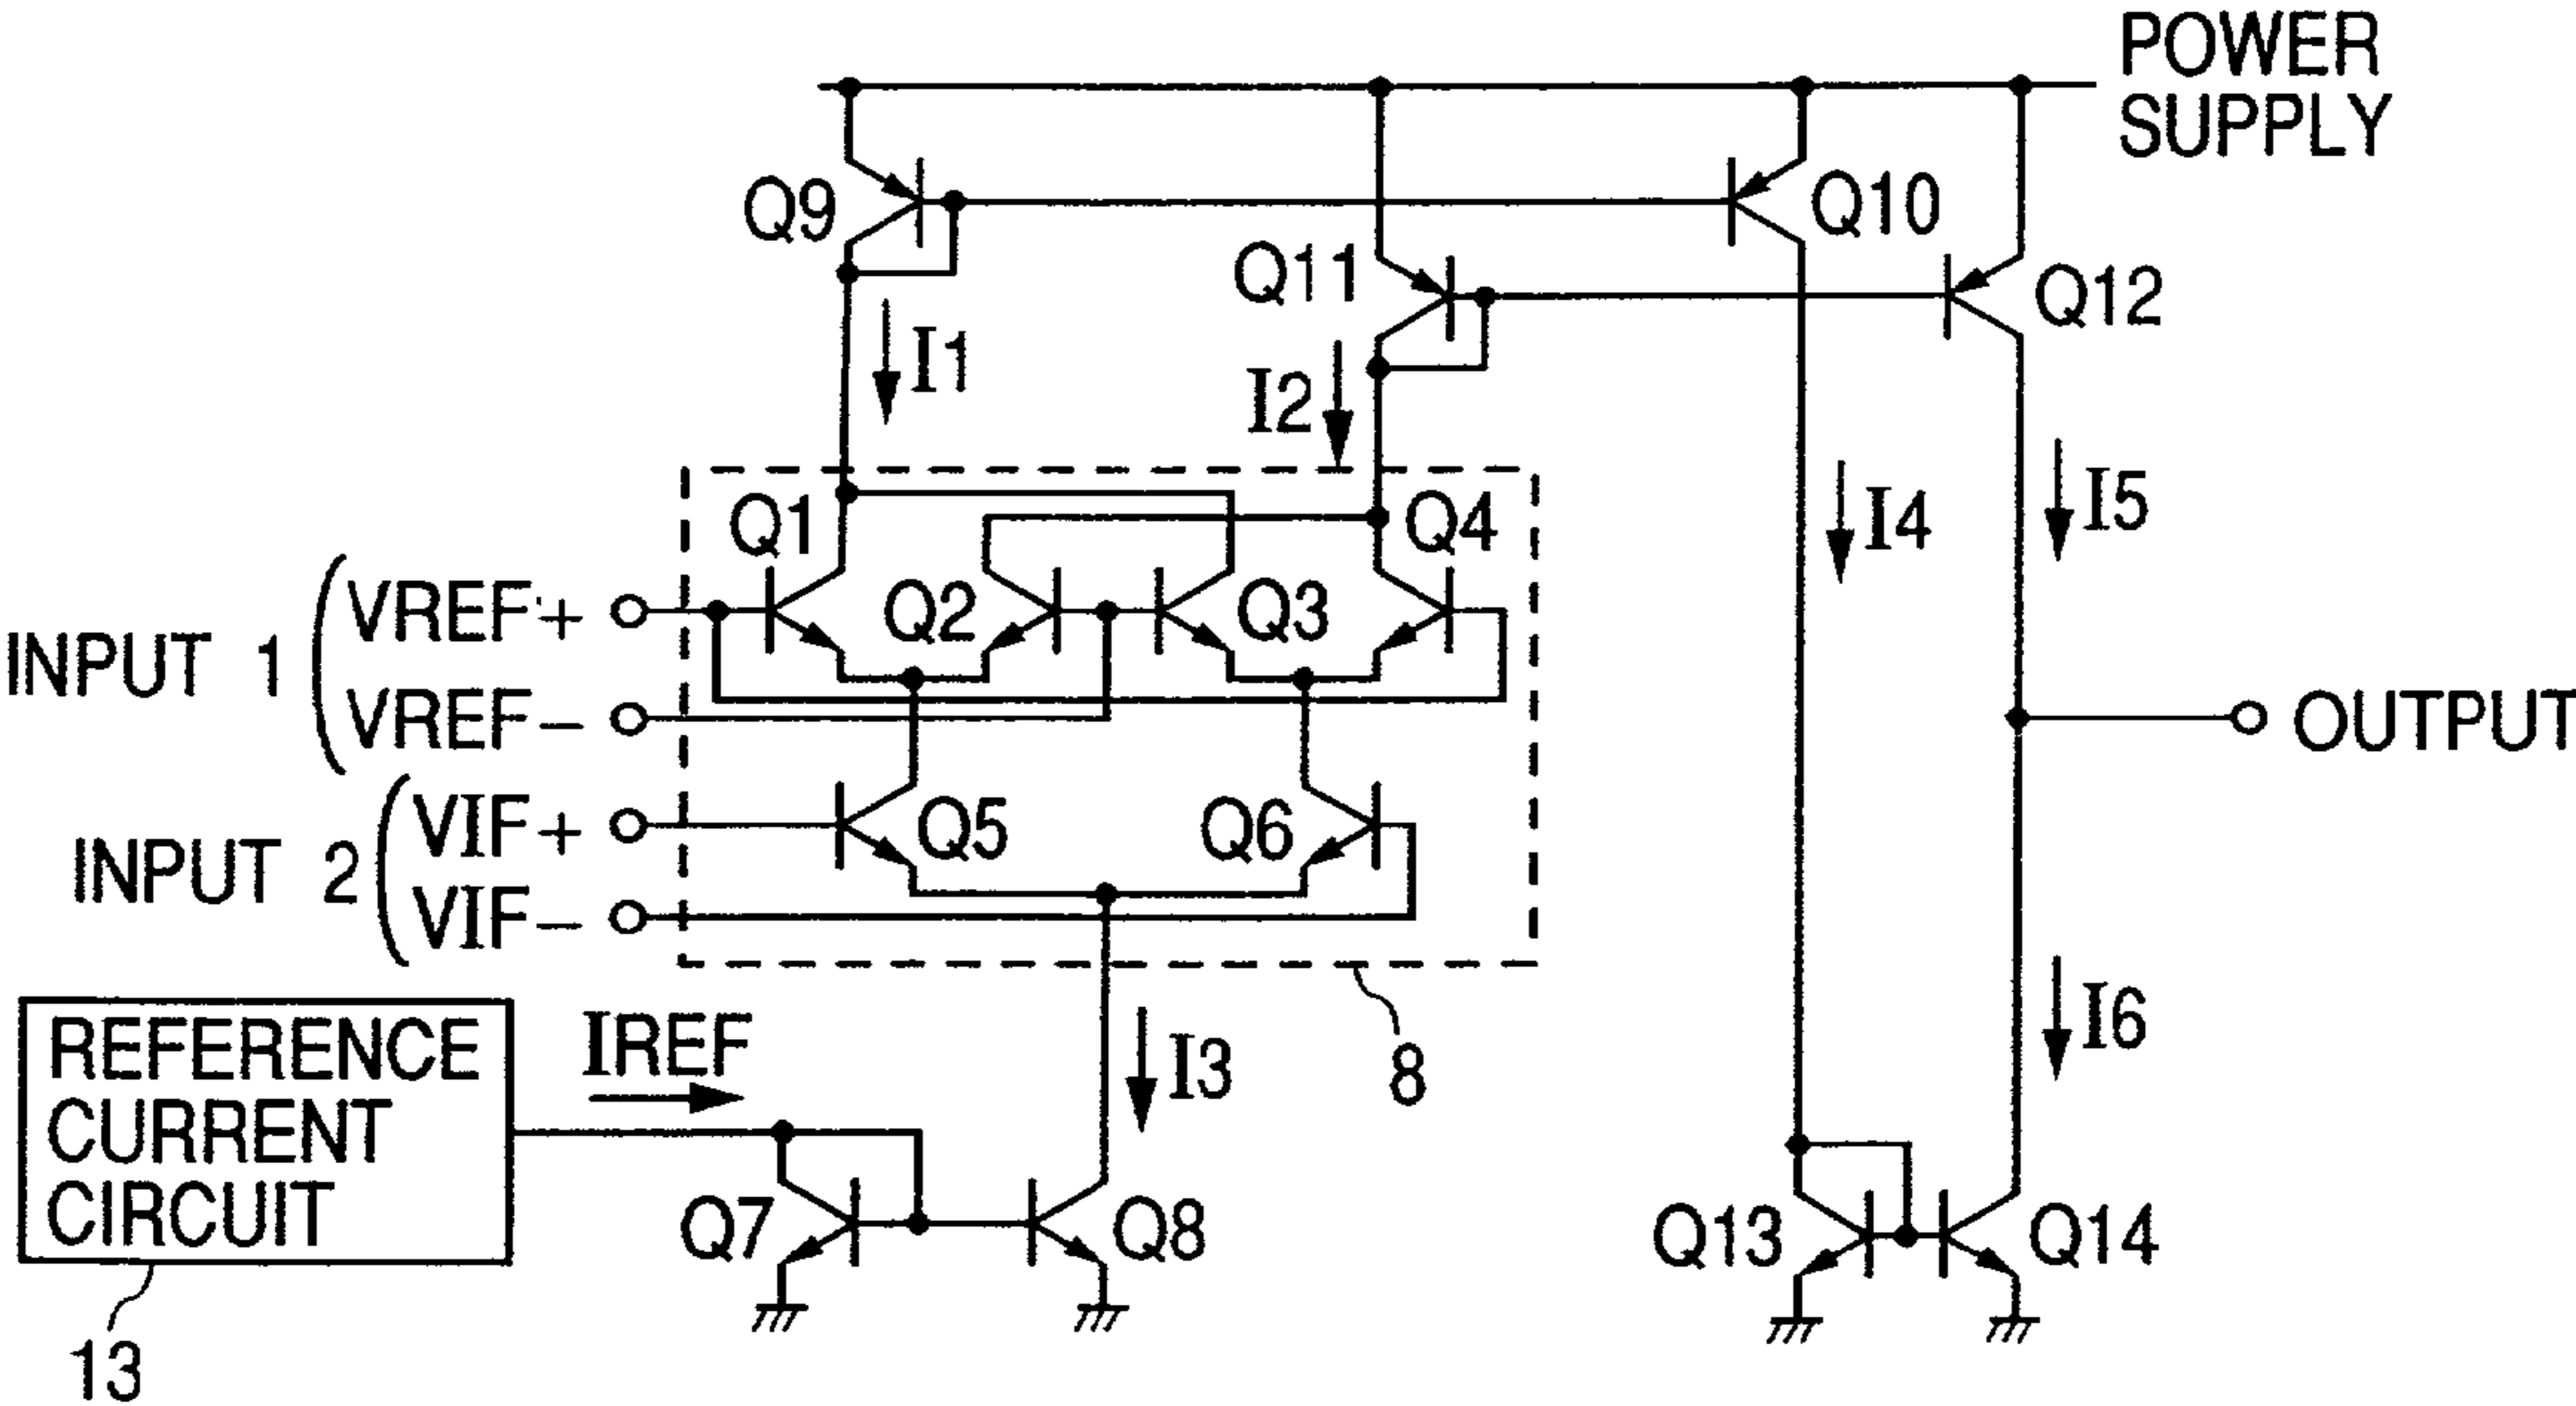 POWER
SUPPLY
Q9
Q10
Q11
Q12
I1
I2
I4
I5
Q1
Q4
Q2
Q3
INPUT 1
VREF+
VREF−
OUTPUT
INPUT 2
VIF+
VIF−
Q5
Q6
REFERENCE
CURRENT
CIRCUIT
IREF
I3
8
I6
Q7
Q8
Q13
Q14
13